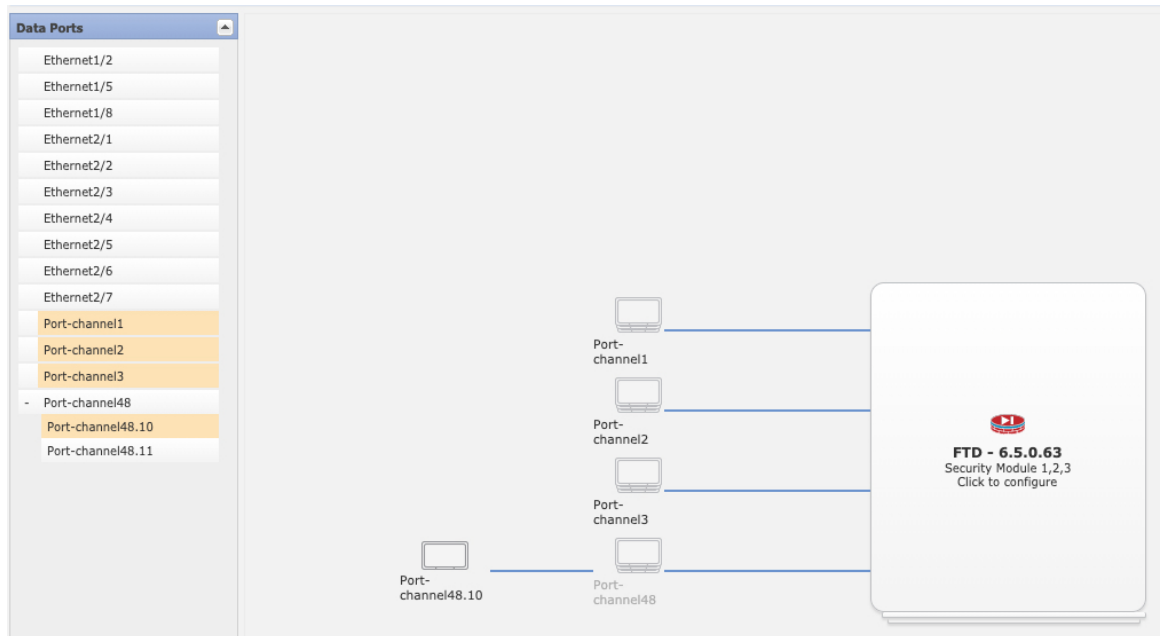 Data Ports
Ethernet1/2
Ethernet1/5
Ethernet1/8
Ethernet2/1
Ethernet2/2
Ethernet2/3
Ethernet2/4
Ethernet2/5
Ethernet2/6
Ethernet2/7
Port-channel1
Port-channel2
Port-channel3
- Port-channel48
Port-channel48.10
Port-channel48.11
Port-
channel1
Port-
channel2
Port-
channel3
Port-
channel48.10
Port-
channel48
FTD - 6.5.0.63
Security Module 1,2,3
Click to configure